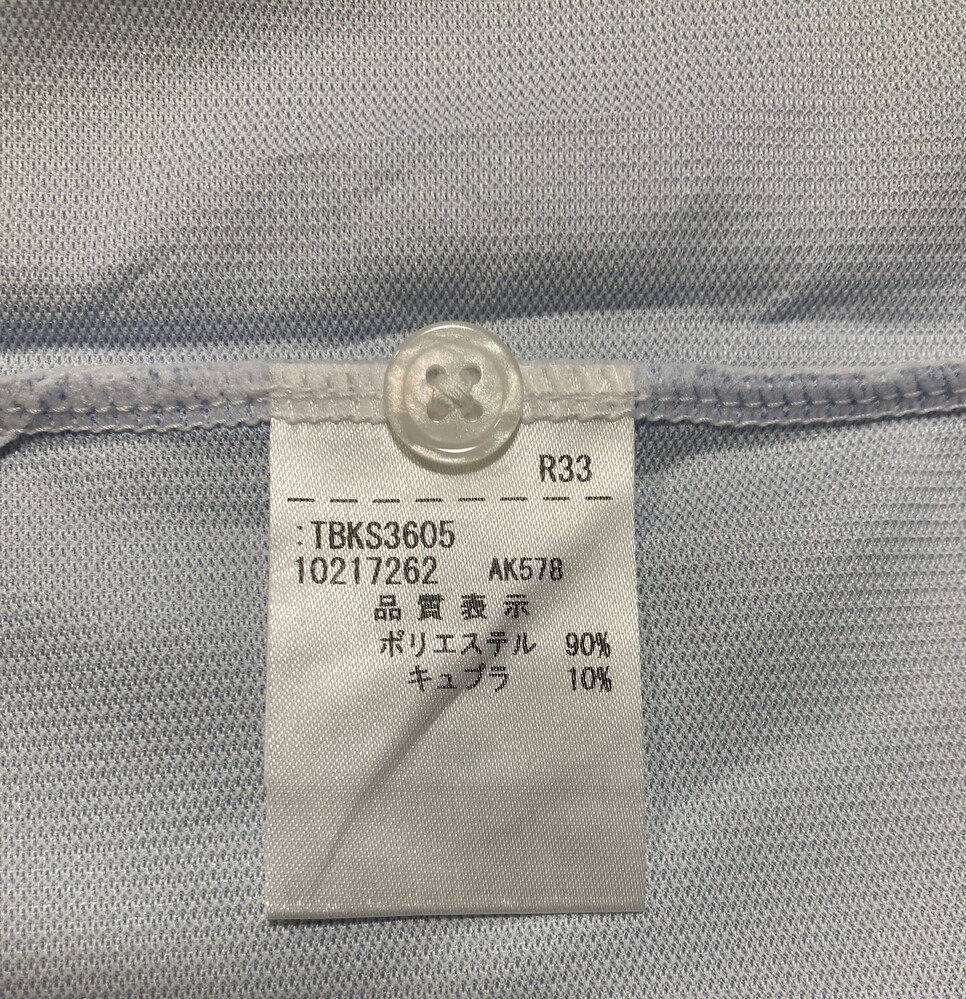 R33
:TBKS3605
10217262 AK578
品質表示
ポリエステル 90%
キュプラ 10%